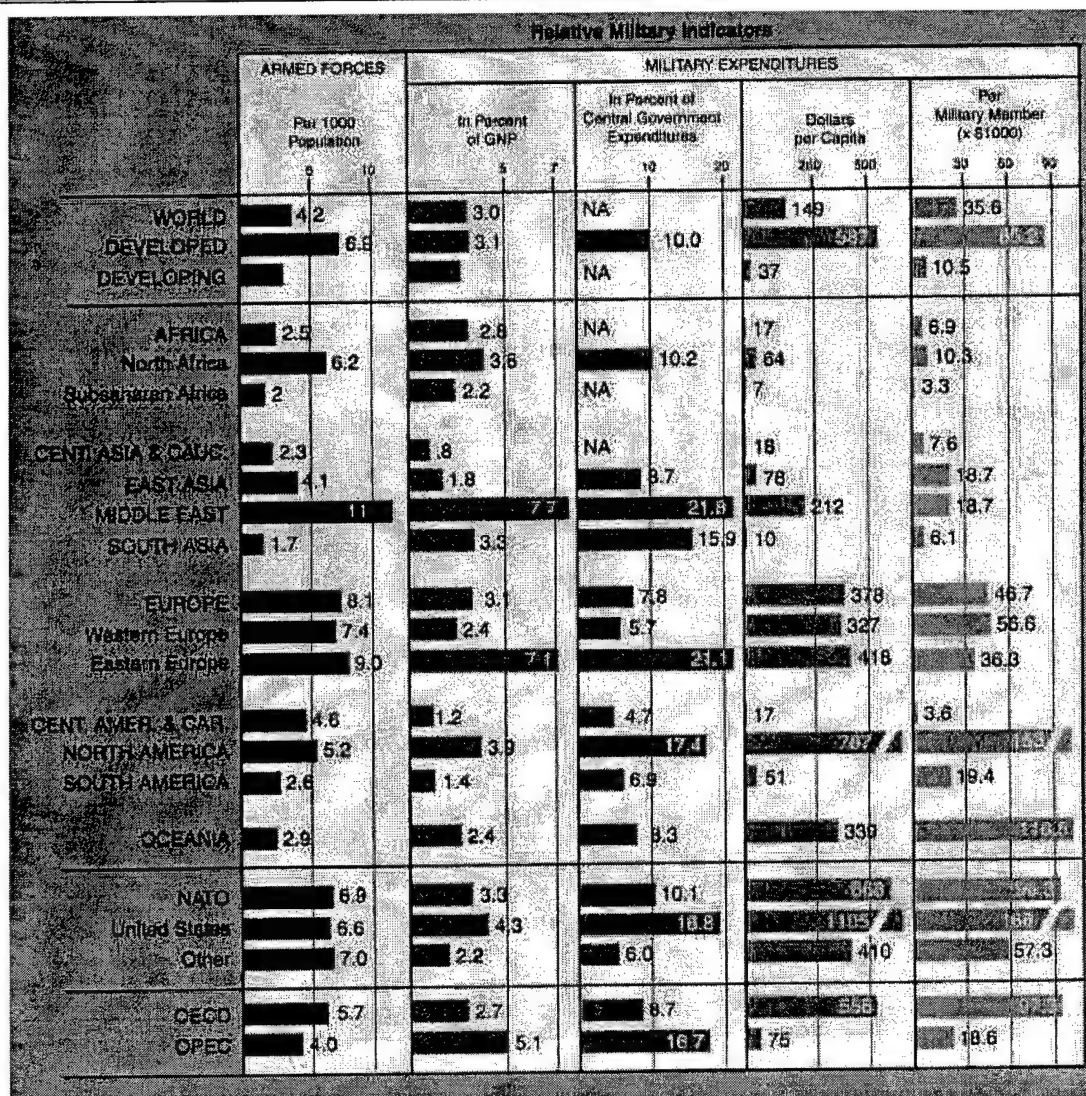 Relative Military Indicators
ARMED FORCES MILITARY EXPENDITURES
Per 1000 Population In Percent of GNP In Percent of Central Government Expenditures Dollars per Capita Per Military Member (x $1000)
10 5 10 20 500
WORLD 4.2 3.0 NA 149 35.6
DEVELOPED 3.1 10.0
DEVELOPING NA 37 10.5
AFRICA 2.5 2.8 NA 17 6.9
North Africa 6.2 3.6 10.2 64 10.3
Subsaharan Africa 2 2.2 NA 7 3.3
CENT. ASIA & CAUC. 2.3 .8 NA 18 7.6
EAST ASIA 4.1 1.8 8.7 78 18.7
MIDDLE EAST 11 7.7 21.8 212 18.7
SOUTH ASIA 1.7 3.3 15.9 10 6.1
EUROPE 8.1 3.1 7.8 378 46.7
Western Europe 7.4 2.4 5.7 327 56.6
Eastern Europe 9.0 7.1 21.1 418 36.3
CENT. AMER. & CAR. 4.6 1.2 4.7 17 3.6
NORTH AMERICA 5.2 3.9 17.4
SOUTH AMERICA 2.6 1.4 6.9 51 19.4
OCEANIA 2.9 2.4 8.3 339
NATO 6.9 3.3 10.1
United States 6.6 4.3 18.8
Other 7.0 2.2 6.0 410 57.3
OECD 5.7 2.7 8.7
OPEC 4.0 5.1 16.7 75 18.6